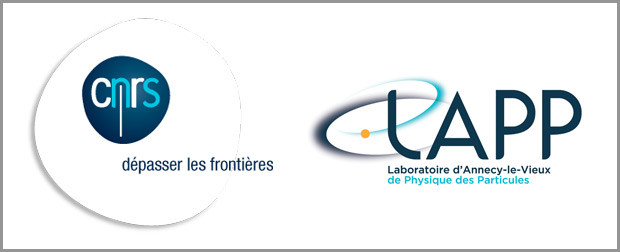 cnrs
dépasser les frontières
LAPP
Laboratoire d'Annecy-le-Vieux
de Physique des Particules